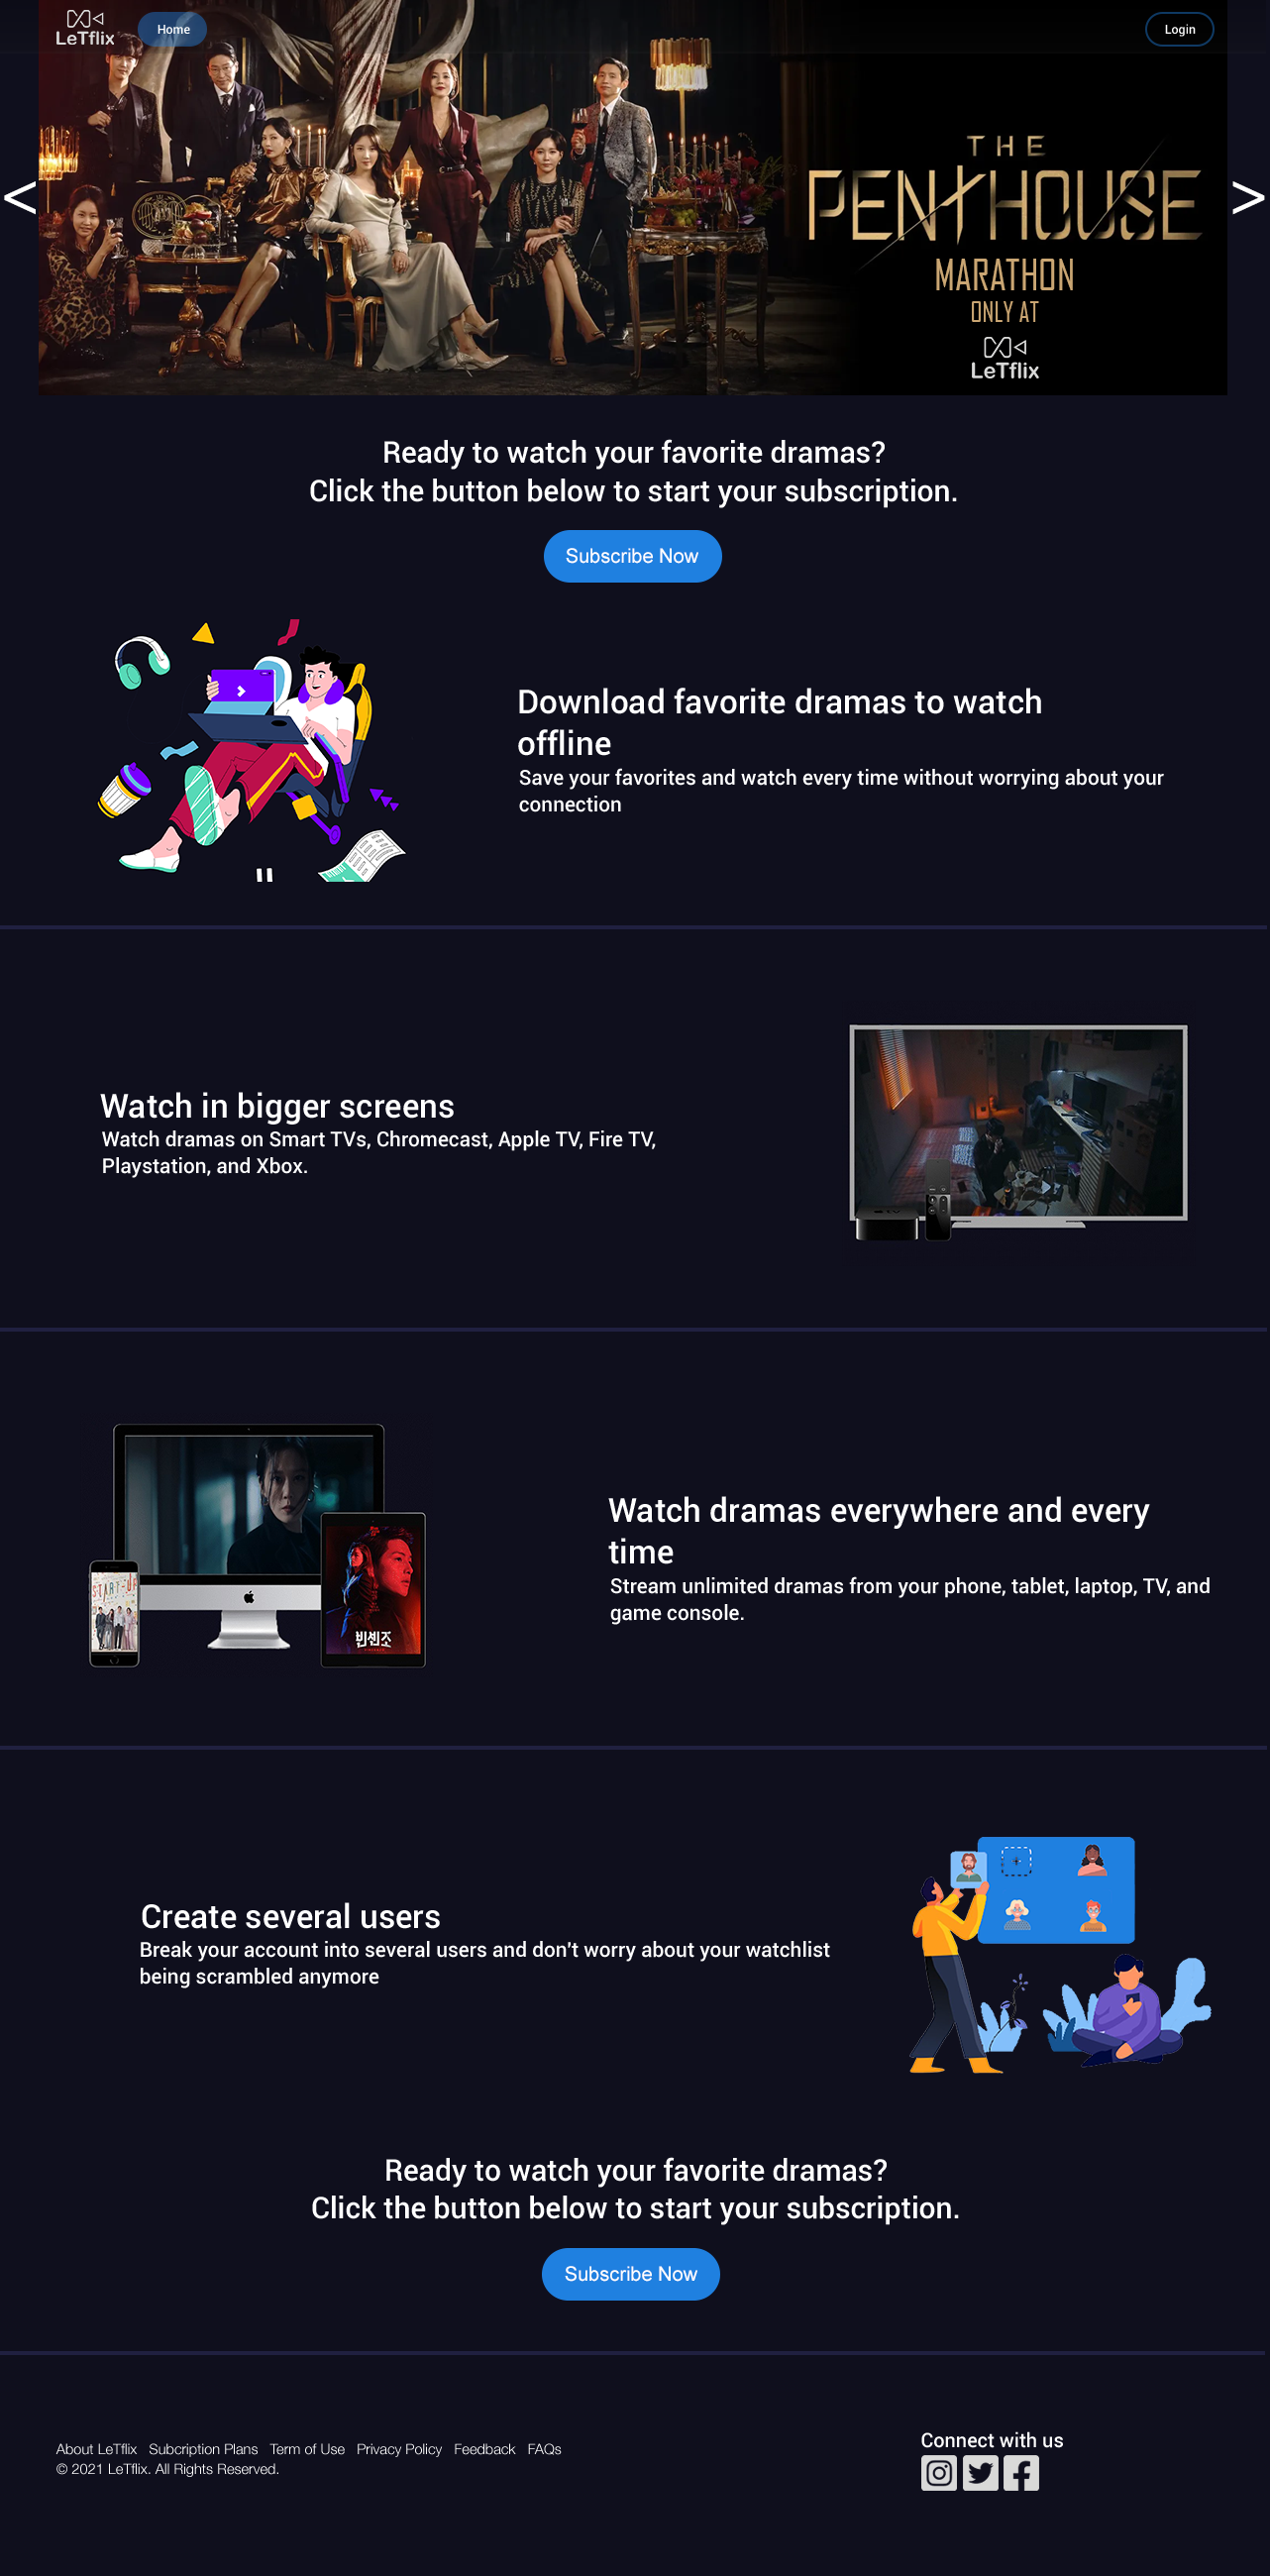 LeTflix
Home
Login
<
>
THE
PENTHOUSE
MARATHON
ONLY AT
LeTflix
Ready to watch your favorite dramas?
Click the button below to start your subscription.
Subscribe Now
Download favorite dramas to watch
offline
Save your favorites and watch every time without worrying about your
connection
Watch in bigger screens
Watch dramas on Smart TVs, Chromecast, Apple TV, Fire TV,
Playstation, and Xbox.
START-UP
빈센조
Watch dramas everywhere and every
time
Stream unlimited dramas from your phone, tablet, laptop, TV, and
game console.
Create several users
Break your account into several users and don't worry about your watchlist
being scrambled anymore
Ready to watch your favorite dramas?
Click the button below to start your subscription.
Subscribe Now
About LeTflix Subcription Plans Term of Use Privacy Policy Feedback FAQs
© 2021 LeTflix. All Rights Reserved.
Connect with us